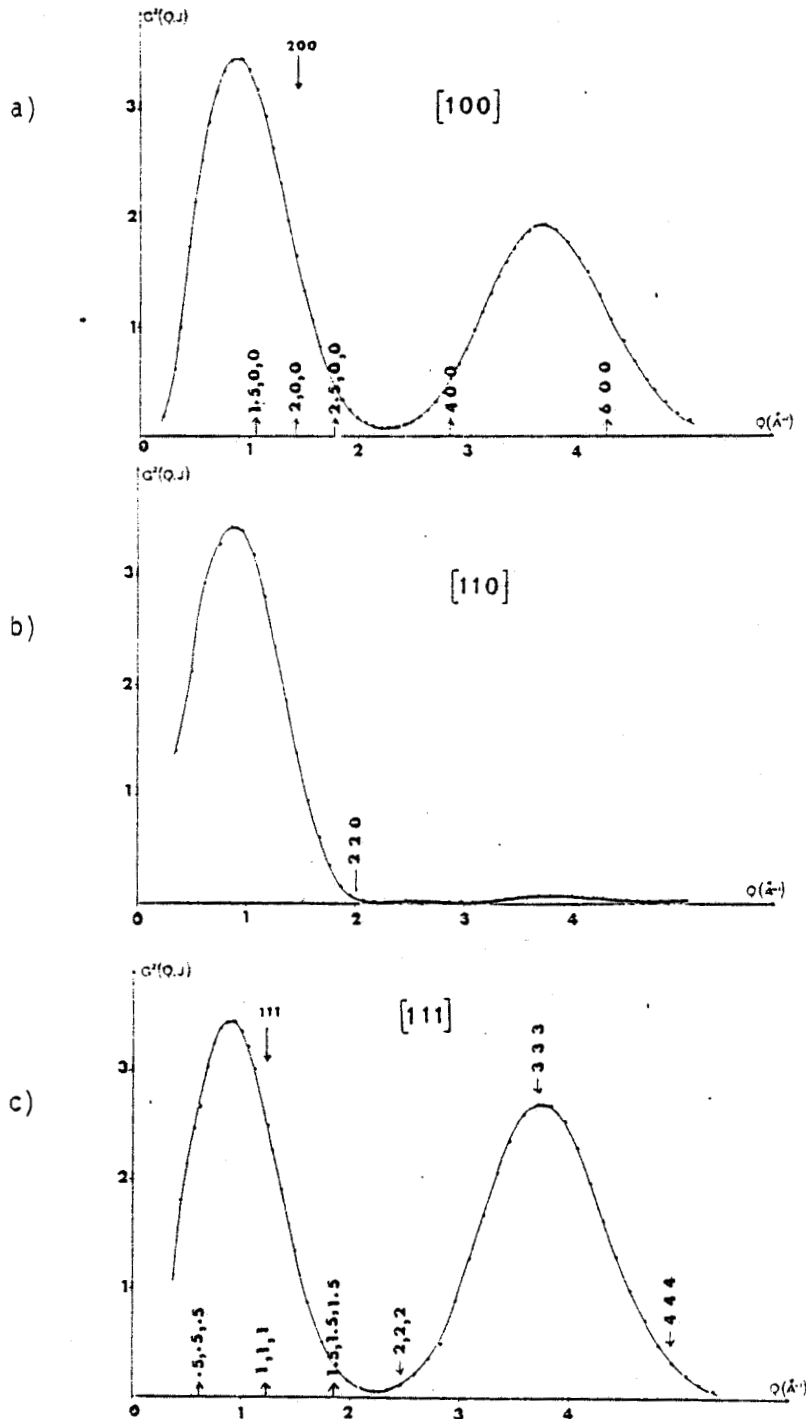 a)
G²(Q,J)
200
↓
[100]
3
2
1
1.5,0,0
2,0,0
2.5,0,0
4 0 0
6 0 0
0 1 2 3 4
Q(Å⁻¹)
b)
G²(Q,J)
[110]
3
2
1
2 2 0
0 1 2 3 4
Q(Å⁻¹)
c)
G²(Q,J)
111
↓
[111]
3
2
1
.5,.5,.5
1,1,1
1.5,1.5,1.5
2,2,2
3 3 3
4 4 4
0 1 2 3 4
Q(Å⁻¹)